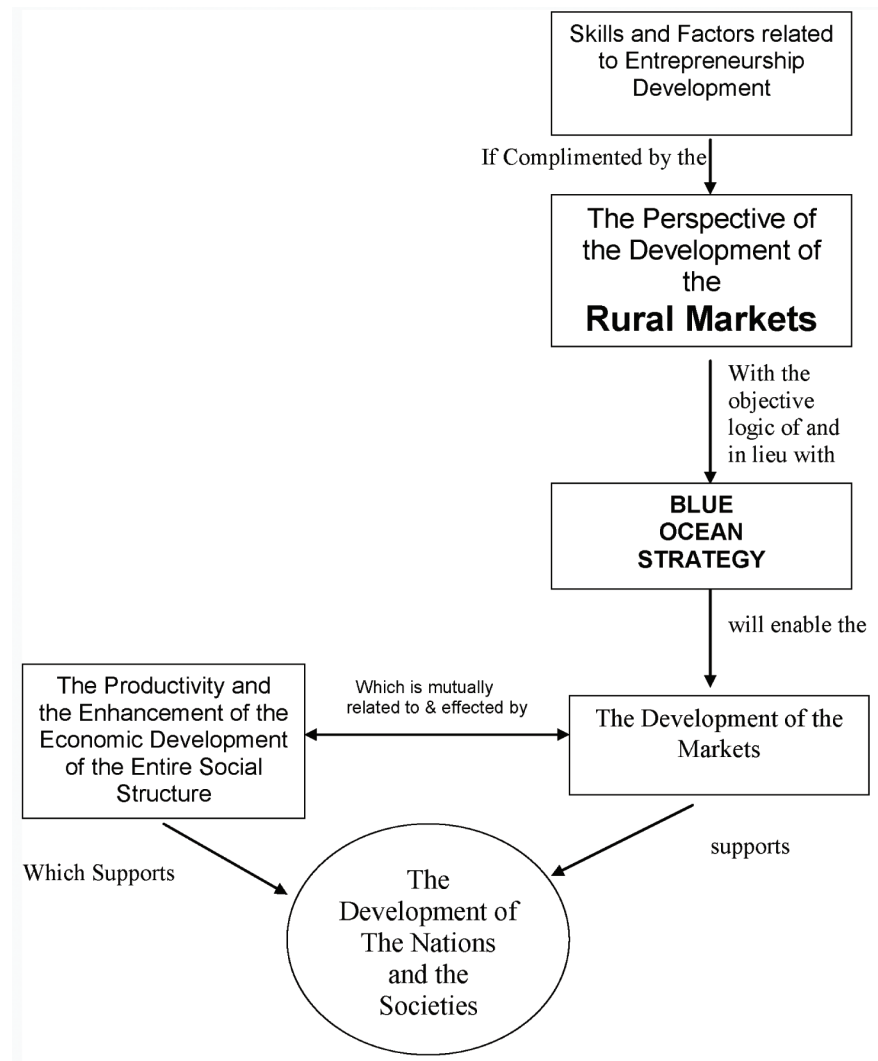 Skills and Factors related
to Entrepreneurship
Development
If Complimented by the
The Perspective of
the Development of
the
Rural Markets
With the
objective
logic of and
in lieu with
BLUE
OCEAN
STRATEGY
will enable the
The Productivity and
the Enhancement of the
Economic Development
of the Entire Social
Structure
Which is mutually
related to & effected by
The Development of the
Markets
Which Supports
supports
The
Development of
The Nations
and the
Societies